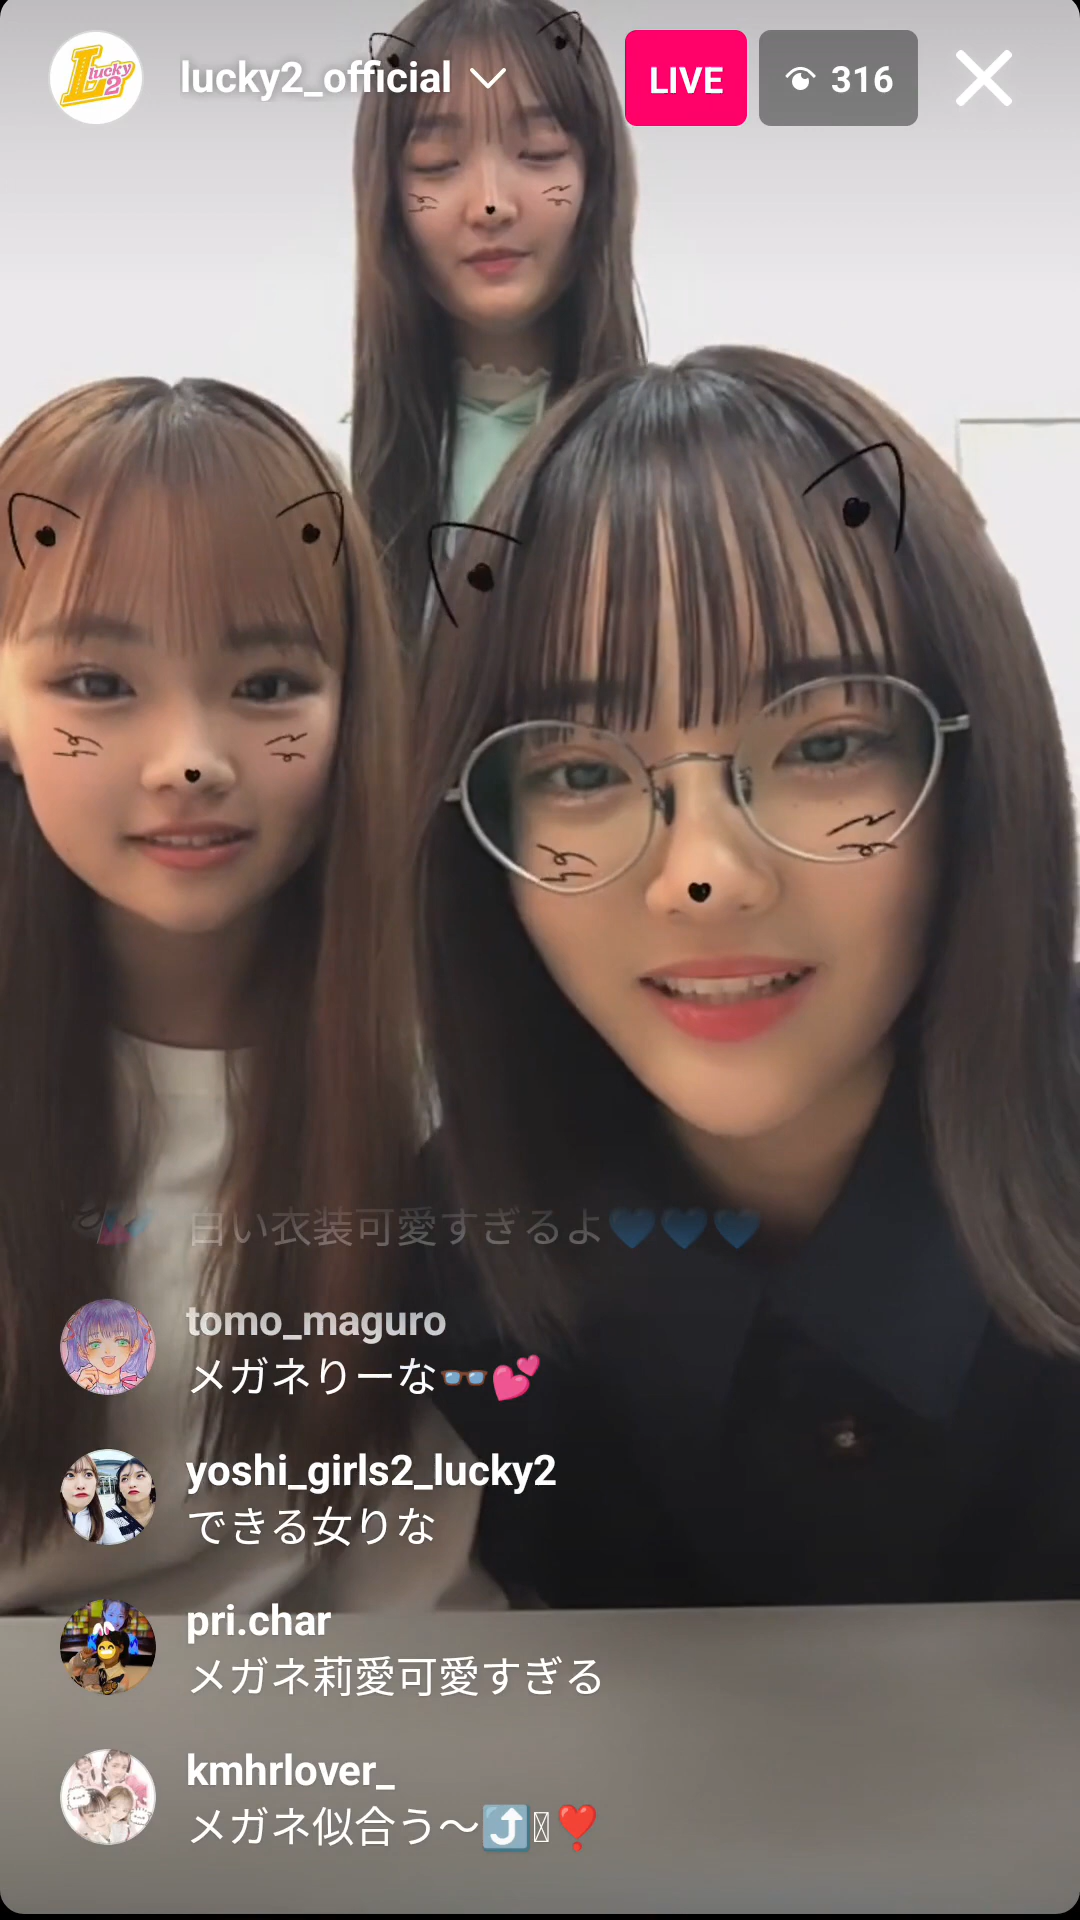 Lucky2
lucky2_official
LIVE
316
白い衣装可愛すぎるよ💙💙💙
tomo_maguro
メガネりーな👓💕
yoshi_girls2_lucky2
できる女りな
pri.char
メガネ莉愛可愛すぎる
kmhrlover_
メガネ似合う〜⤴️❣️